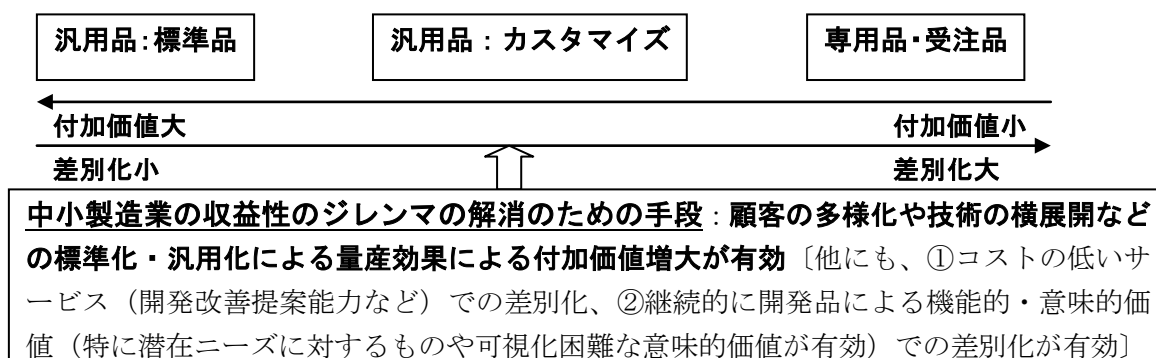 汎用品：標準品
汎用品：カスタマイズ
専用品・受注品
付加価値大
付加価値小
差別化小
差別化大
中小製造業の収益性のジレンマの解消のための手段：顧客の多様化や技術の横展開など
の標準化・汎用化による量産効果による付加価値増大が有効〔他にも、①コストの低いサ
ービス（開発改善提案能力など）での差別化、②継続的に開発品による機能的・意味的価
値（特に潜在ニーズに対するものや可視化困難な意味的価値が有効）での差別化が有効〕